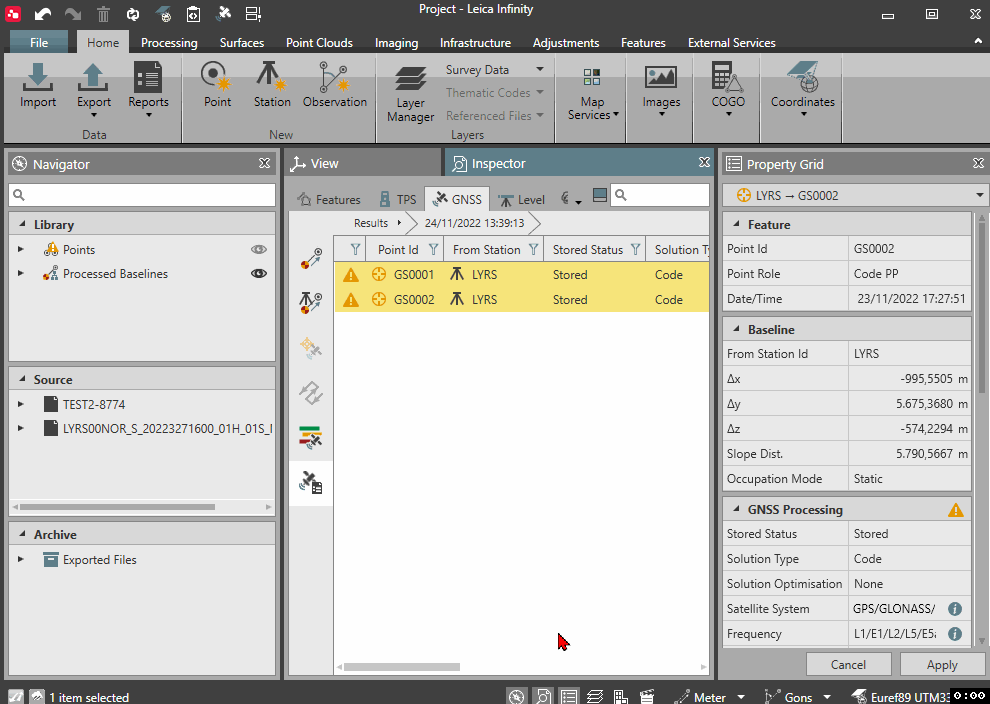 Project - Leica Infinity
File Home Processing Surfaces Point Clouds Imaging Infrastructure Adjustments Features External Services
Import Export Reports Point Station Observation Layer Manager Survey Data Thematic Codes Referenced Files Map Services Images COGO Coordinates
Data New Layers
Navigator
Library
Points
Processed Baselines
Source
TEST2-8774
LYRS00NOR_S_20223271600_01H_01S_
Archive
Exported Files
View Inspector
Features TPS GNSS Level
Results 24/11/2022 13:39:13
Point Id From Station Stored Status Solution Ty
GS0001 LYRS Stored Code
GS0002 LYRS Stored Code
Property Grid
LYRS → GS0002
Feature
Point Id GS0002
Point Role Code PP
Date/Time 23/11/2022 17:27:51
Baseline
From Station Id LYRS
Δx -995,5505 m
Δy 5.675,3680 m
Δz -574,2294 m
Slope Dist. 5.790,5667 m
Occupation Mode Static
GNSS Processing
Stored Status Stored
Solution Type Code
Solution Optimisation None
Satellite System GPS/GLONASS/
Frequency L1/E1/L2/L5/E5a
Cancel Apply
1 item selected Meter Gons Euref89 UTM33 0:00